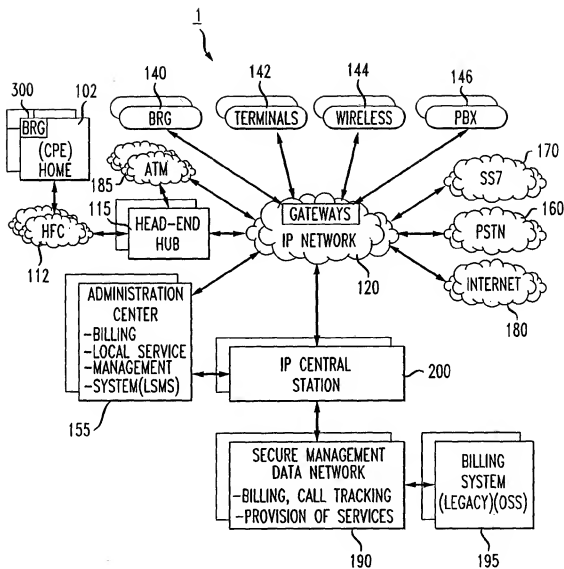 1
300
102
140
142
144
146
BRG
(CPE)
HOME
BRG
TERMINALS
WIRELESS
PBX
170
SS7
185
ATM
115
HFC
112
HEAD-END
HUB
GATEWAYS
IP NETWORK
120
160
PSTN
INTERNET
180
ADMINISTRATION
CENTER
-BILLING
-LOCAL SERVICE
-MANAGEMENT
-SYSTEM(LSMS)
155
IP CENTRAL
STATION
200
SECURE MANAGEMENT
DATA NETWORK
-BILLING, CALL TRACKING
-PROVISION OF SERVICES
190
BILLING
SYSTEM
(LEGACY)(OSS)
195